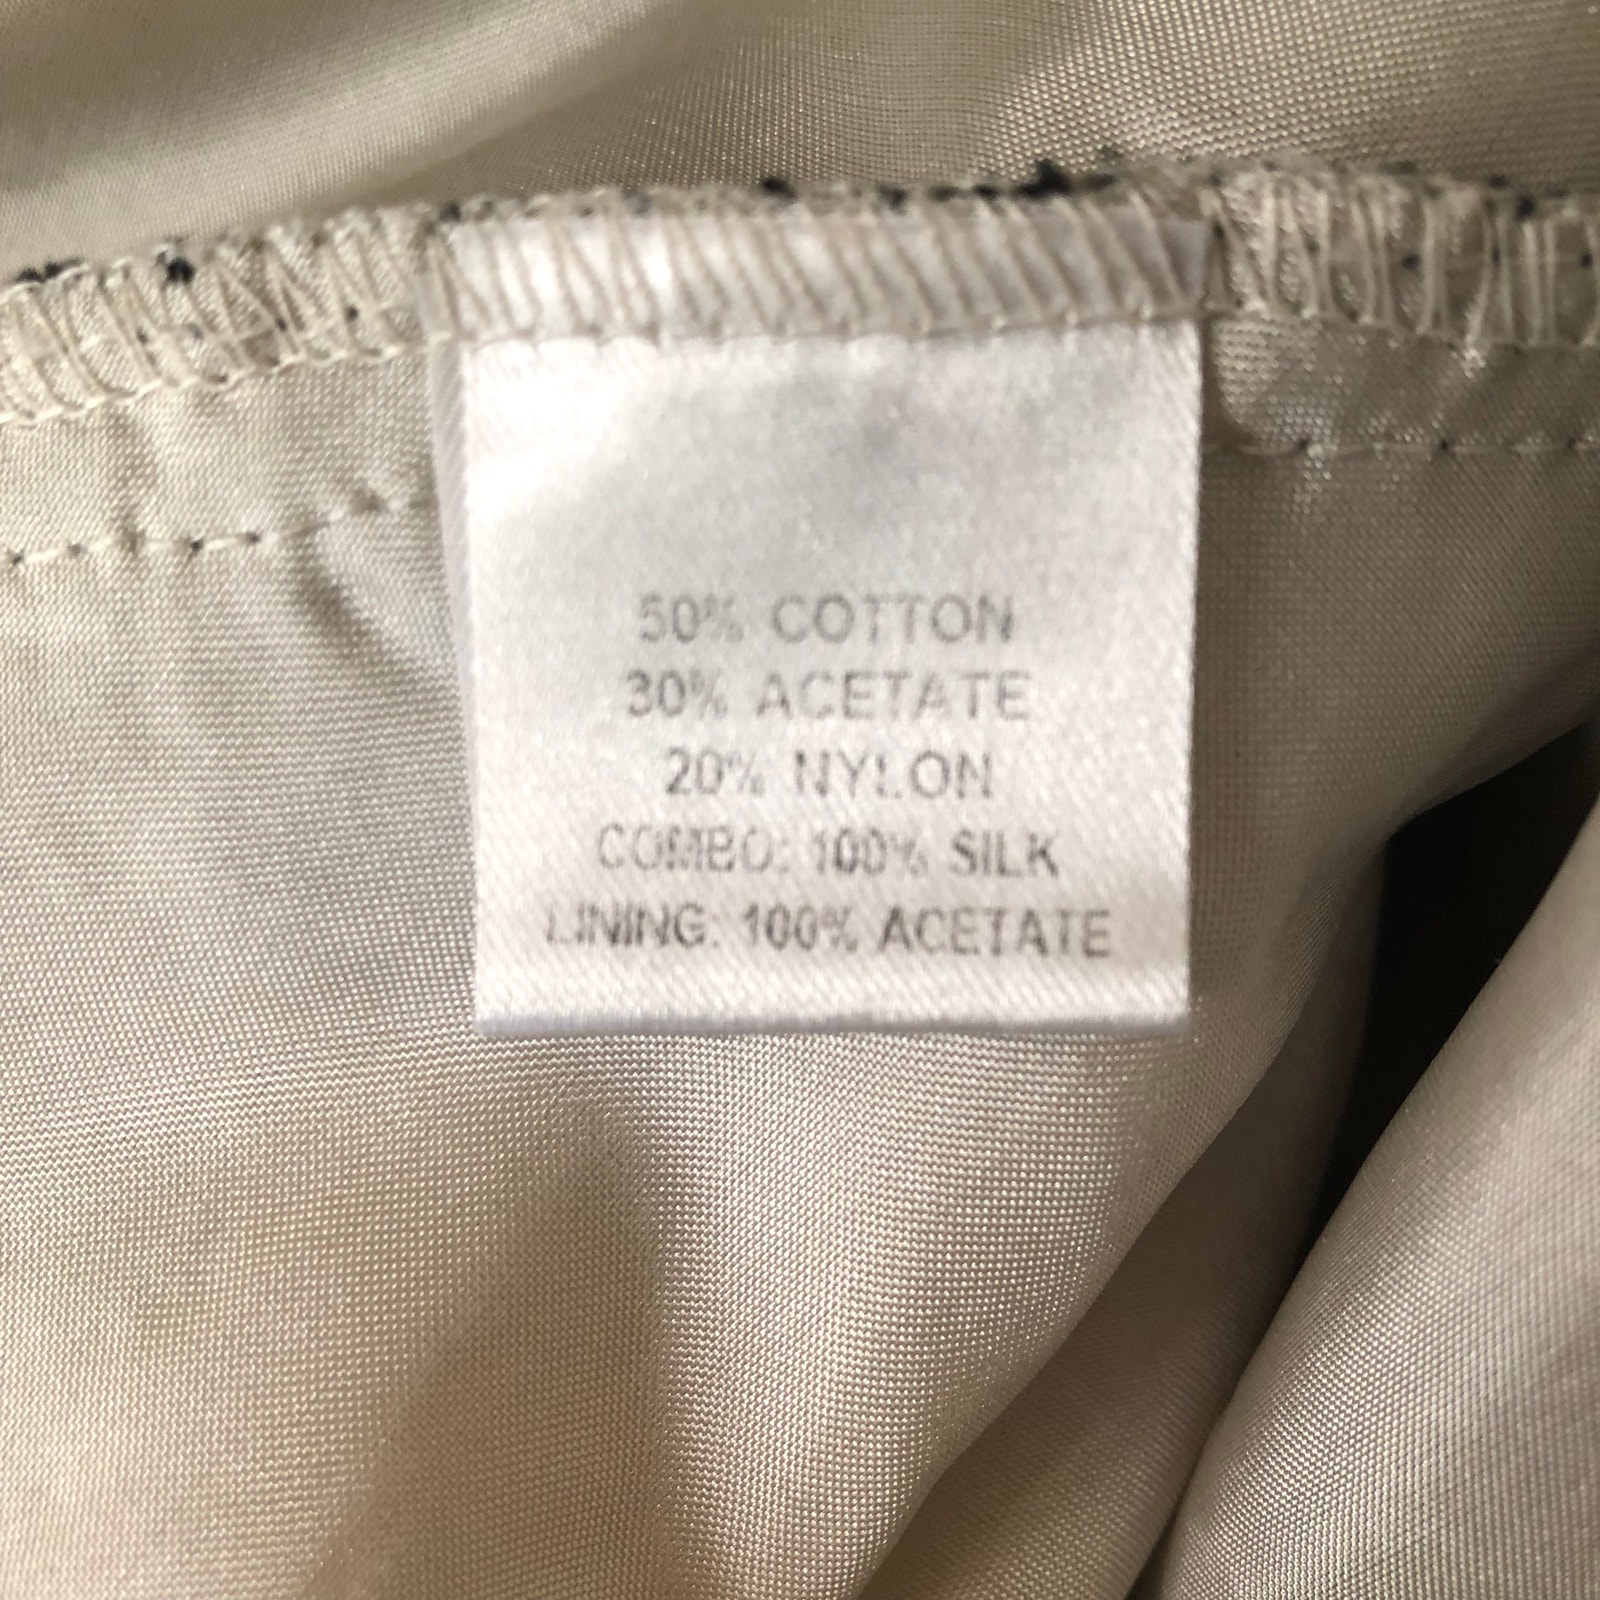 50% COTTON
30% ACETATE
20% NYLON
COMBO: 100% SILK
LINING: 100% ACETATE